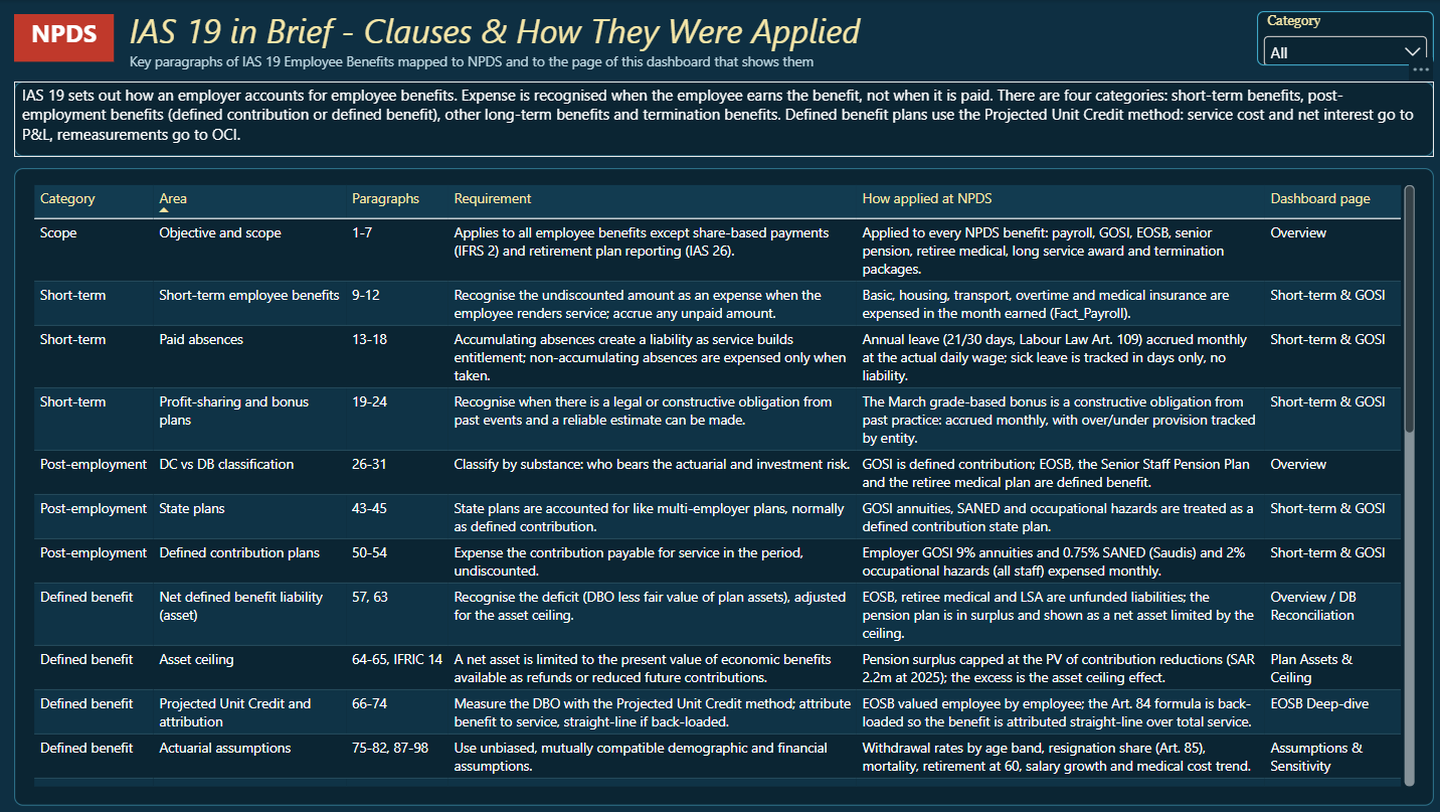 NPDS
IAS 19 in Brief - Clauses & How They Were Applied
Key paragraphs of IAS 19 Employee Benefits mapped to NPDS and to the page of this dashboard that shows them
Category
All
IAS 19 sets out how an employer accounts for employee benefits. Expense is recognised when the employee earns the benefit, not when it is paid. There are four categories: short-term benefits, post-
employment benefits (defined contribution or defined benefit), other long-term benefits and termination benefits. Defined benefit plans use the Projected Unit Credit method: service cost and net interest go to
P&L, remeasurements go to OCI.
Category
Area
Paragraphs
Requirement
How applied at NPDS
Dashboard page
Scope
Objective and scope
1-7
Applies to all employee benefits except share-based payments
(IFRS 2) and retirement plan reporting (IAS 26).
Applied to every NPDS benefit: payroll, GOSI, EOSB, senior
pension, retiree medical, long service award and termination
packages.
Overview
Short-term
Short-term employee benefits
9-12
Recognise the undiscounted amount as an expense when the
employee renders service; accrue any unpaid amount.
Basic, housing, transport, overtime and medical insurance are
expensed in the month earned (Fact_Payroll).
Short-term & GOSI
Short-term
Paid absences
13-18
Accumulating absences create a liability as service builds
entitlement; non-accumulating absences are expensed only when
taken.
Annual leave (21/30 days, Labour Law Art. 109) accrued monthly
at the actual daily wage; sick leave is tracked in days only, no
liability.
Short-term & GOSI
Short-term
Profit-sharing and bonus
plans
19-24
Recognise when there is a legal or constructive obligation from
past events and a reliable estimate can be made.
The March grade-based bonus is a constructive obligation from
past practice: accrued monthly, with over/under provision tracked
by entity.
Short-term & GOSI
Post-employment
DC vs DB classification
26-31
Classify by substance: who bears the actuarial and investment risk.
GOSI is defined contribution; EOSB, the Senior Staff Pension Plan
and the retiree medical plan are defined benefit.
Overview
Post-employment
State plans
43-45
State plans are accounted for like multi-employer plans, normally
as defined contribution.
GOSI annuities, SANED and occupational hazards are treated as a
defined contribution state plan.
Short-term & GOSI
Post-employment
Defined contribution plans
50-54
Expense the contribution payable for service in the period,
undiscounted.
Employer GOSI 9% annuities and 0.75% SANED (Saudis) and 2%
occupational hazards (all staff) expensed monthly.
Short-term & GOSI
Defined benefit
Net defined benefit liability
(asset)
57, 63
Recognise the deficit (DBO less fair value of plan assets), adjusted
for the asset ceiling.
EOSB, retiree medical and LSA are unfunded liabilities; the
pension plan is in surplus and shown as a net asset limited by the
ceiling.
Overview / DB
Reconciliation
Defined benefit
Asset ceiling
64-65, IFRIC 14
A net asset is limited to the present value of economic benefits
available as refunds or reduced future contributions.
Pension surplus capped at the PV of contribution reductions (SAR
2.2m at 2025); the excess is the asset ceiling effect.
Plan Assets &
Ceiling
Defined benefit
Projected Unit Credit and
attribution
66-74
Measure the DBO with the Projected Unit Credit method; attribute
benefit to service, straight-line if back-loaded.
EOSB valued employee by employee; the Art. 84 formula is back-
loaded so the benefit is attributed straight-line over total service.
EOSB Deep-dive
Defined benefit
Actuarial assumptions
75-82, 87-98
Use unbiased, mutually compatible demographic and financial
assumptions.
Withdrawal rates by age band, resignation share (Art. 85),
mortality, retirement at 60, salary growth and medical cost trend.
Assumptions &
Sensitivity